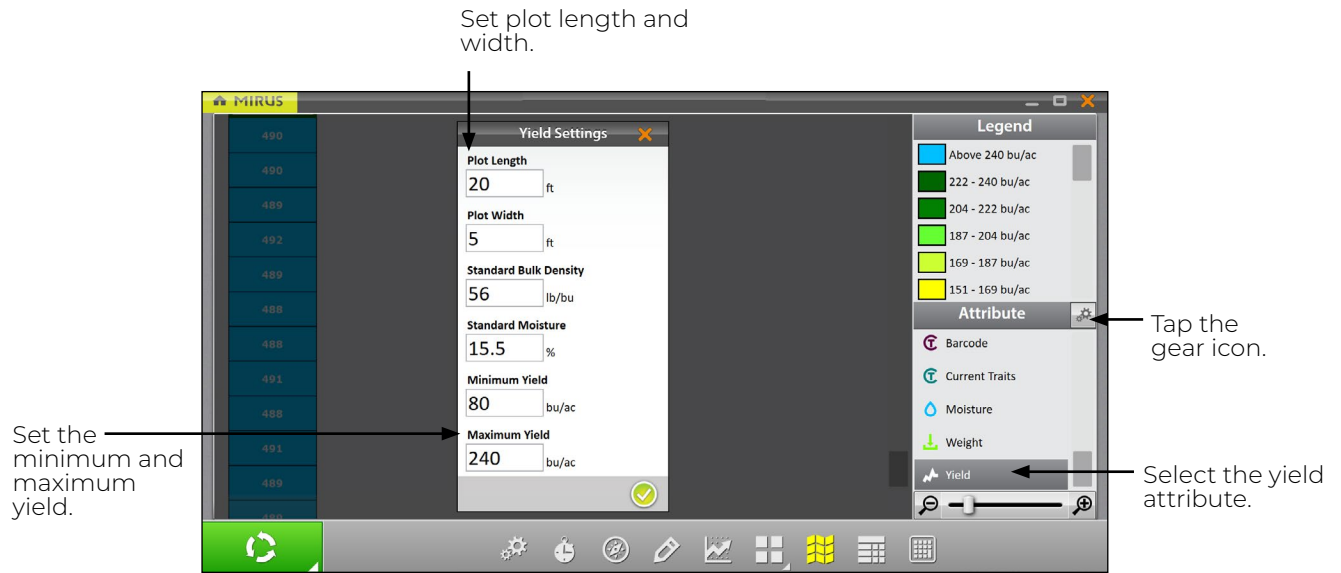 Set plot length and
width.
MIRUS
490
490
489
492
489
488
488
491
488
491
489
489
Yield Settings
Plot Length
20 ft
Plot Width
5 ft
Standard Bulk Density
56 lb/bu
Standard Moisture
15.5 %
Minimum Yield
80 bu/ac
Maximum Yield
240 bu/ac
Legend
Above 240 bu/ac
222 - 240 bu/ac
204 - 222 bu/ac
187 - 204 bu/ac
169 - 187 bu/ac
151 - 169 bu/ac
Attribute
Barcode
Current Traits
Moisture
Weight
Yield
Tap the
gear icon.
Set the
minimum and
maximum
yield.
Select the yield
attribute.